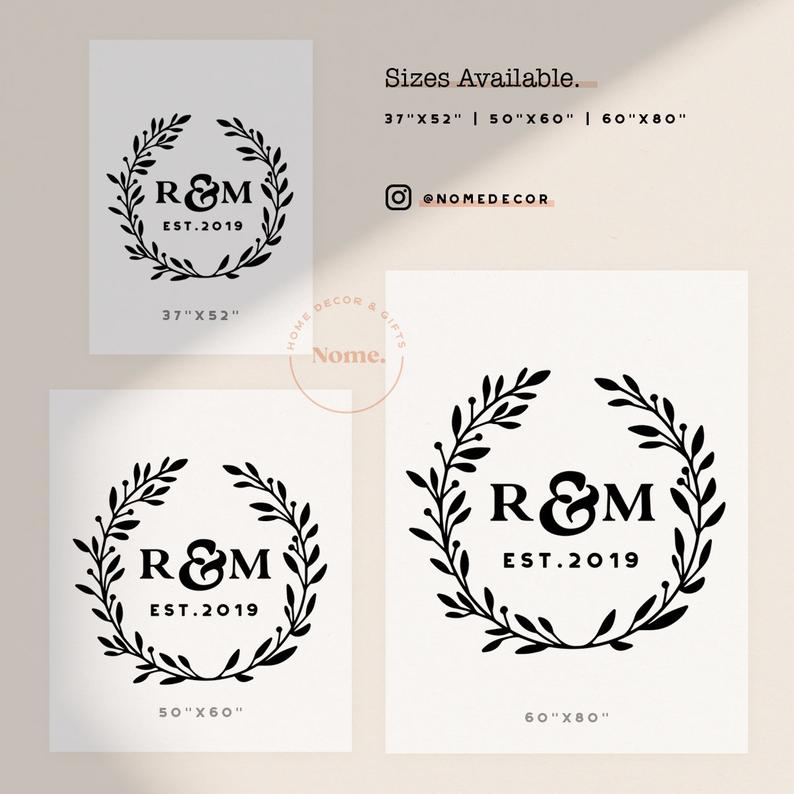 Sizes Available.
37"X52" | 50"X60" | 60"X80"
@NOMEDECOR
R&M
EST.2019
37"X52"
HOME DECOR & GIFTS
Nome.
R&M
EST.2019
50"X60"
R&M
EST.2019
60"X80"